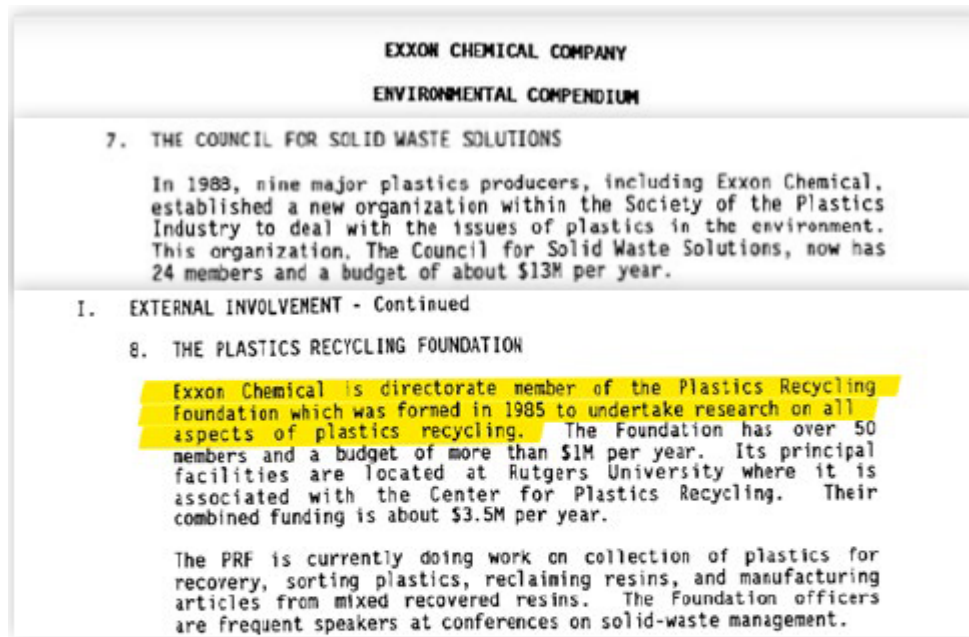 EXXON CHEMICAL COMPANY
ENVIRONMENTAL COMPENDIUM
7. THE COUNCIL FOR SOLID WASTE SOLUTIONS
In 1988, nine major plastics producers, including Exxon Chemical,
established a new organization within the Society of the Plastics
Industry to deal with the issues of plastics in the environment.
This organization, The Council for Solid Waste Solutions, now has
24 members and a budget of about $13M per year.
I. EXTERNAL INVOLVEMENT - Continued
8. THE PLASTICS RECYCLING FOUNDATION
Exxon Chemical is directorate member of the Plastics Recycling
Foundation which was formed in 1985 to undertake research on all
aspects of plastics recycling. The Foundation has over 50
members and a budget of more than $1M per year. Its principal
facilities are located at Rutgers University where it is
associated with the Center for Plastics Recycling. Their
combined funding is about $3.5M per year.
The PRF is currently doing work on collection of plastics for
recovery, sorting plastics, reclaiming resins, and manufacturing
articles from mixed recovered resins. The Foundation officers
are frequent speakers at conferences on solid-waste management.